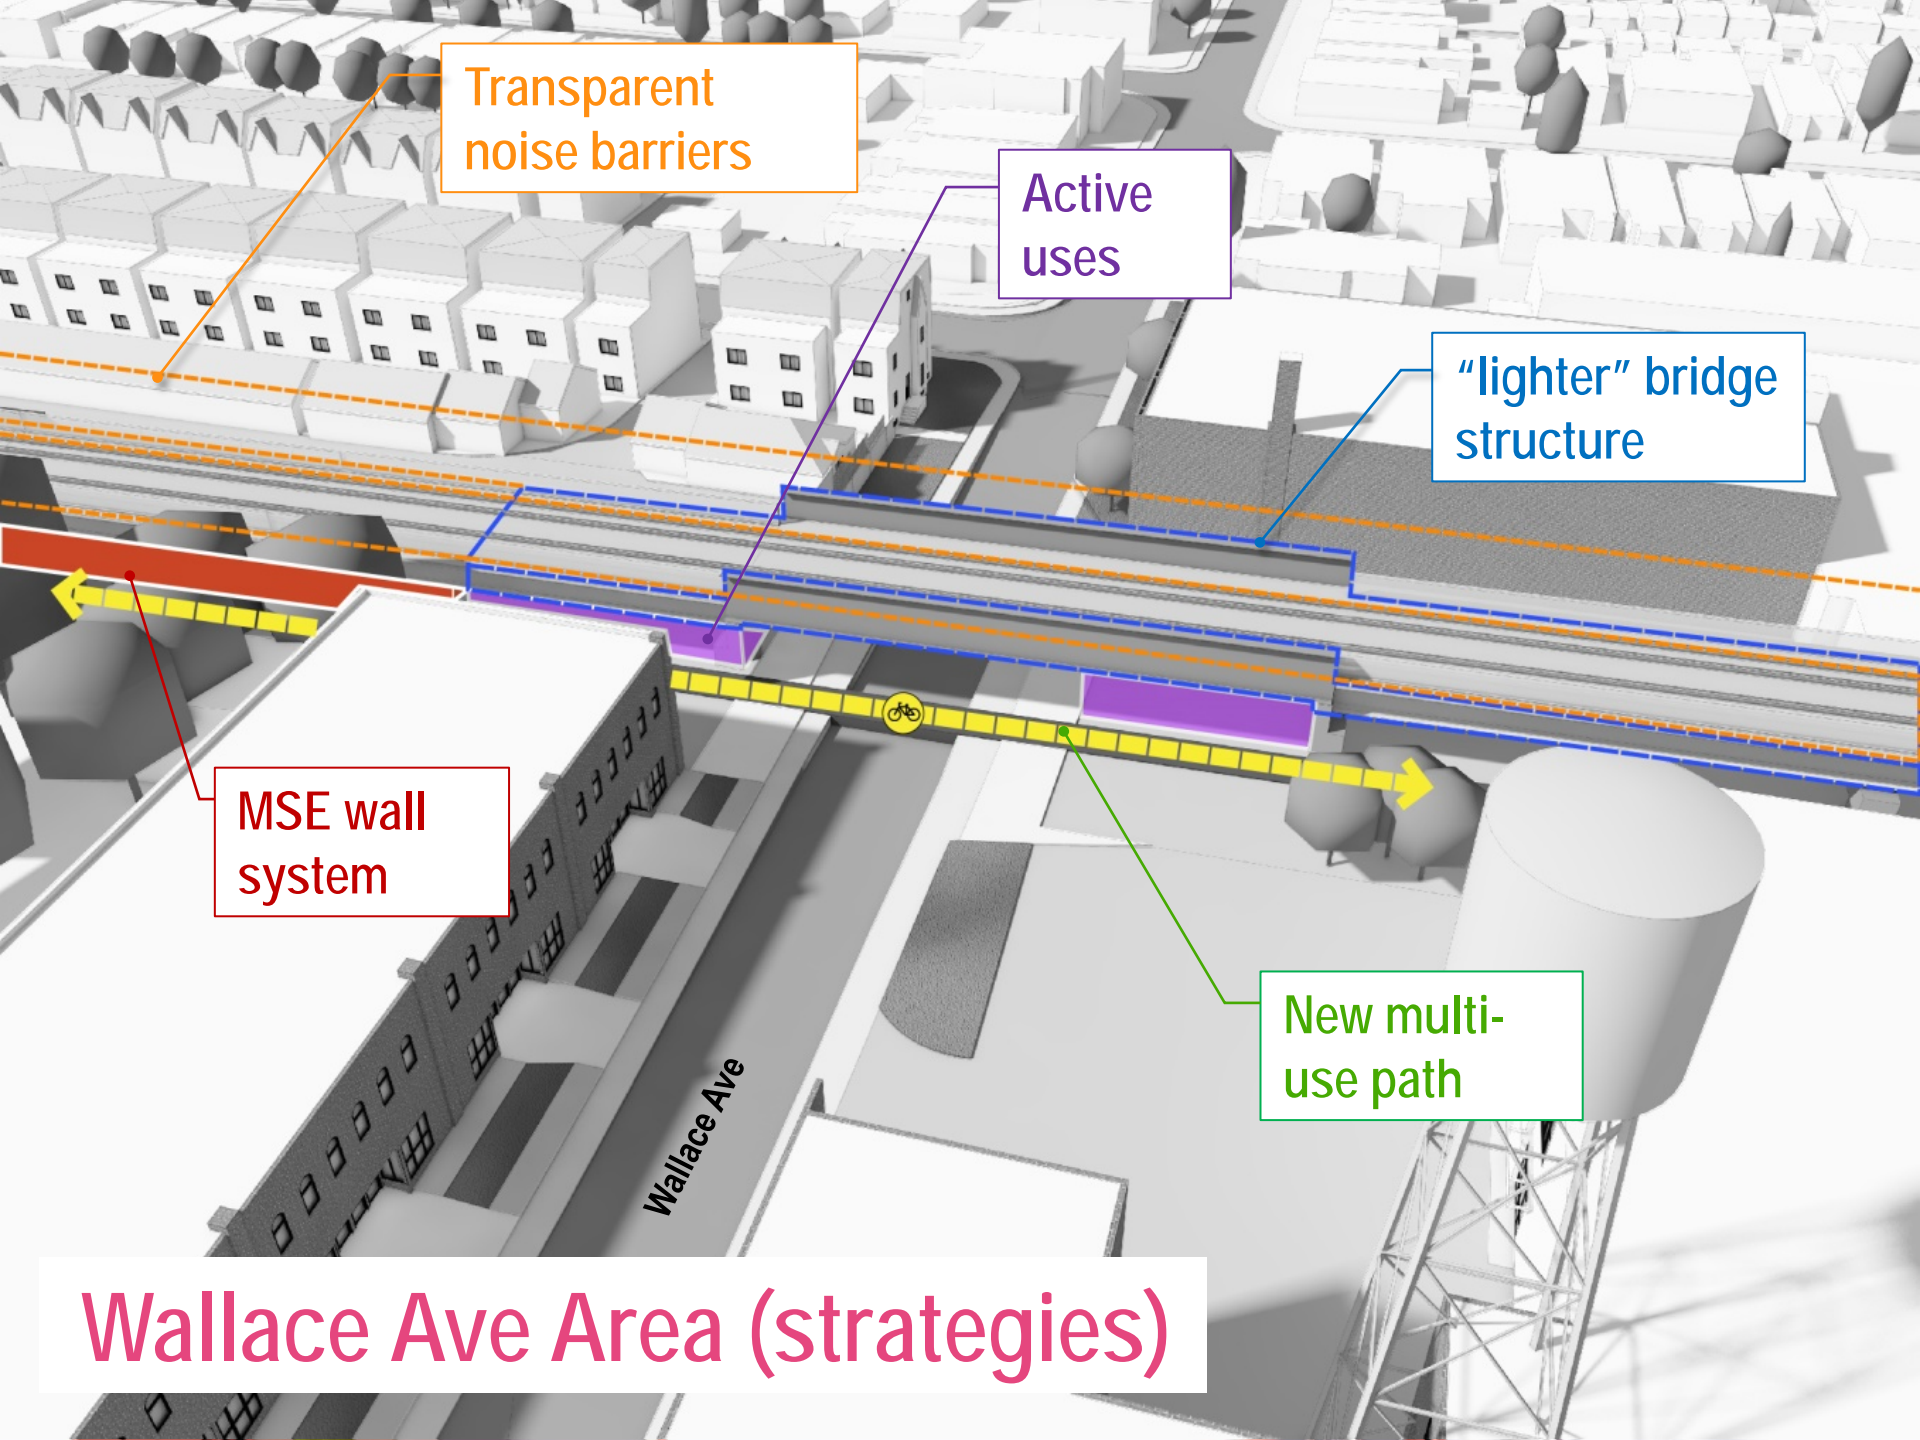 Transparent
noise barriers
Active
uses
“lighter” bridge
structure
MSE wall
system
New multi-
use path
Wallace Ave
Wallace Ave Area (strategies)